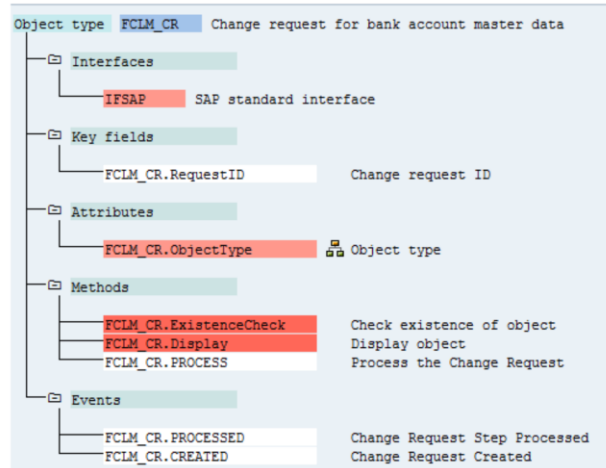 Object type FCLM_CR Change request for bank account master data
Interfaces
IFSAP SAP standard interface
Key fields
FCLM_CR.RequestID Change request ID
Attributes
FCLM_CR.ObjectType Object type
Methods
FCLM_CR.ExistenceCheck Check existence of object
FCLM_CR.Display Display object
FCLM_CR.PROCESS Process the Change Request
Events
FCLM_CR.PROCESSED Change Request Step Processed
FCLM_CR.CREATED Change Request Created